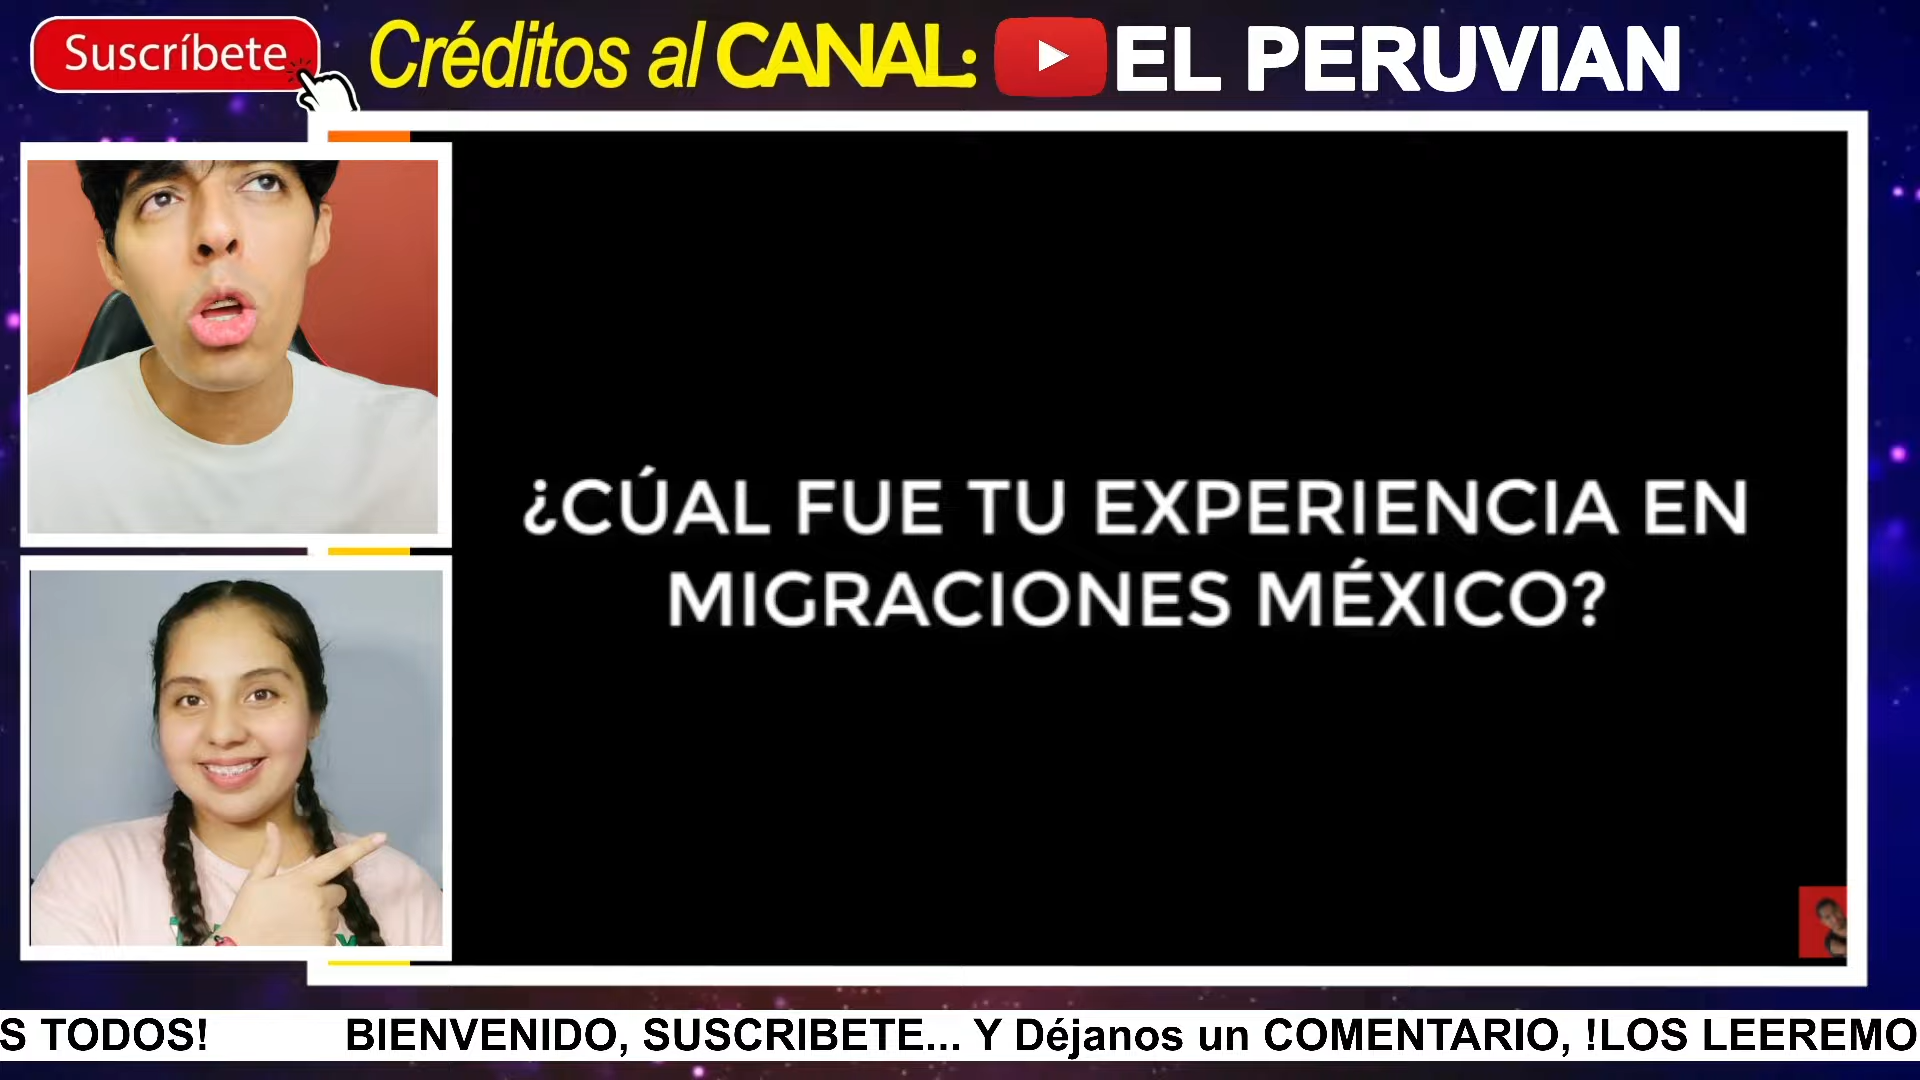 Suscríbete
Créditos al CANAL: EL PERUVIAN
¿CÚAL FUE TU EXPERIENCIA EN
MIGRACIONES MÉXICO?
S TODOS! BIENVENIDO, SUSCRIBETE... Y Déjanos un COMENTARIO, !LOS LEEREMO